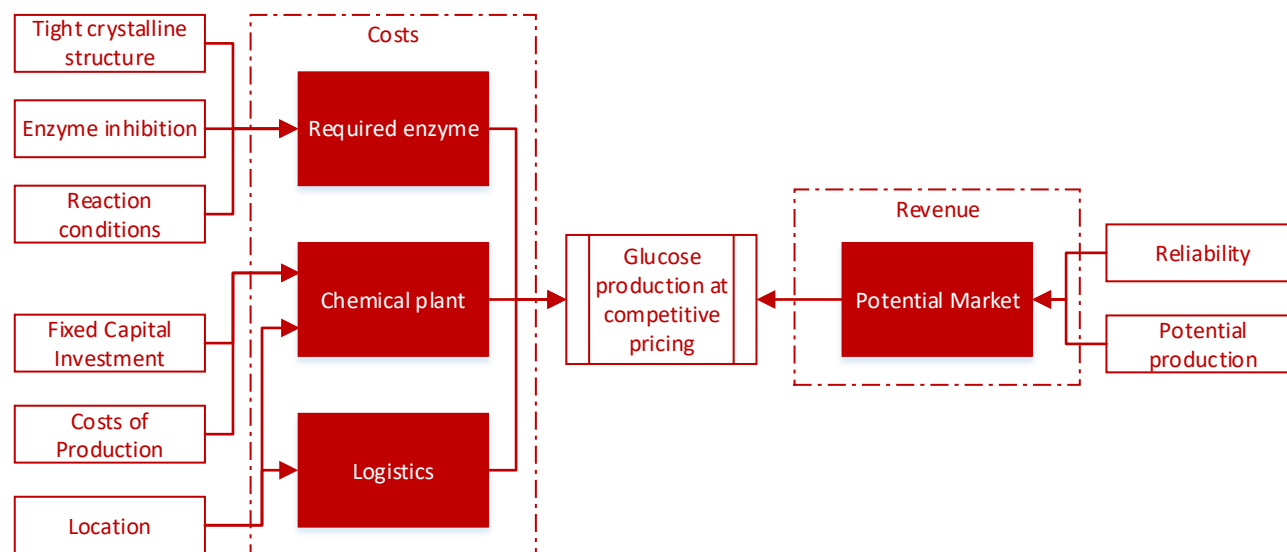 Tight crystalline
structure
Enzyme inhibition
Reaction
conditions
Fixed Capital
Investment
Costs of
Production
Location
Costs
Required enzyme
Chemical plant
Logistics
Glucose
production at
competitive
pricing
Revenue
Potential Market
Reliability
Potential
production